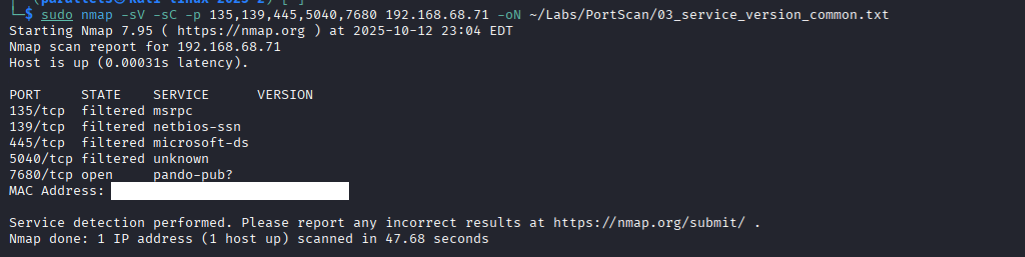 $ sudo nmap -sV -sC -p 135,139,445,5040,7680 192.168.68.71 -oN ~/Labs/PortScan/03_service_version_common.txt
Starting Nmap 7.95 ( https://nmap.org ) at 2025-10-12 23:04 EDT
Nmap scan report for 192.168.68.71
Host is up (0.00031s latency).
PORT     STATE    SERVICE      VERSION
135/tcp  filtered msrpc
139/tcp  filtered netbios-ssn
445/tcp  filtered microsoft-ds
5040/tcp filtered unknown
7680/tcp open     pando-pub?
MAC Address:
Service detection performed. Please report any incorrect results at https://nmap.org/submit/ .
Nmap done: 1 IP address (1 host up) scanned in 47.68 seconds